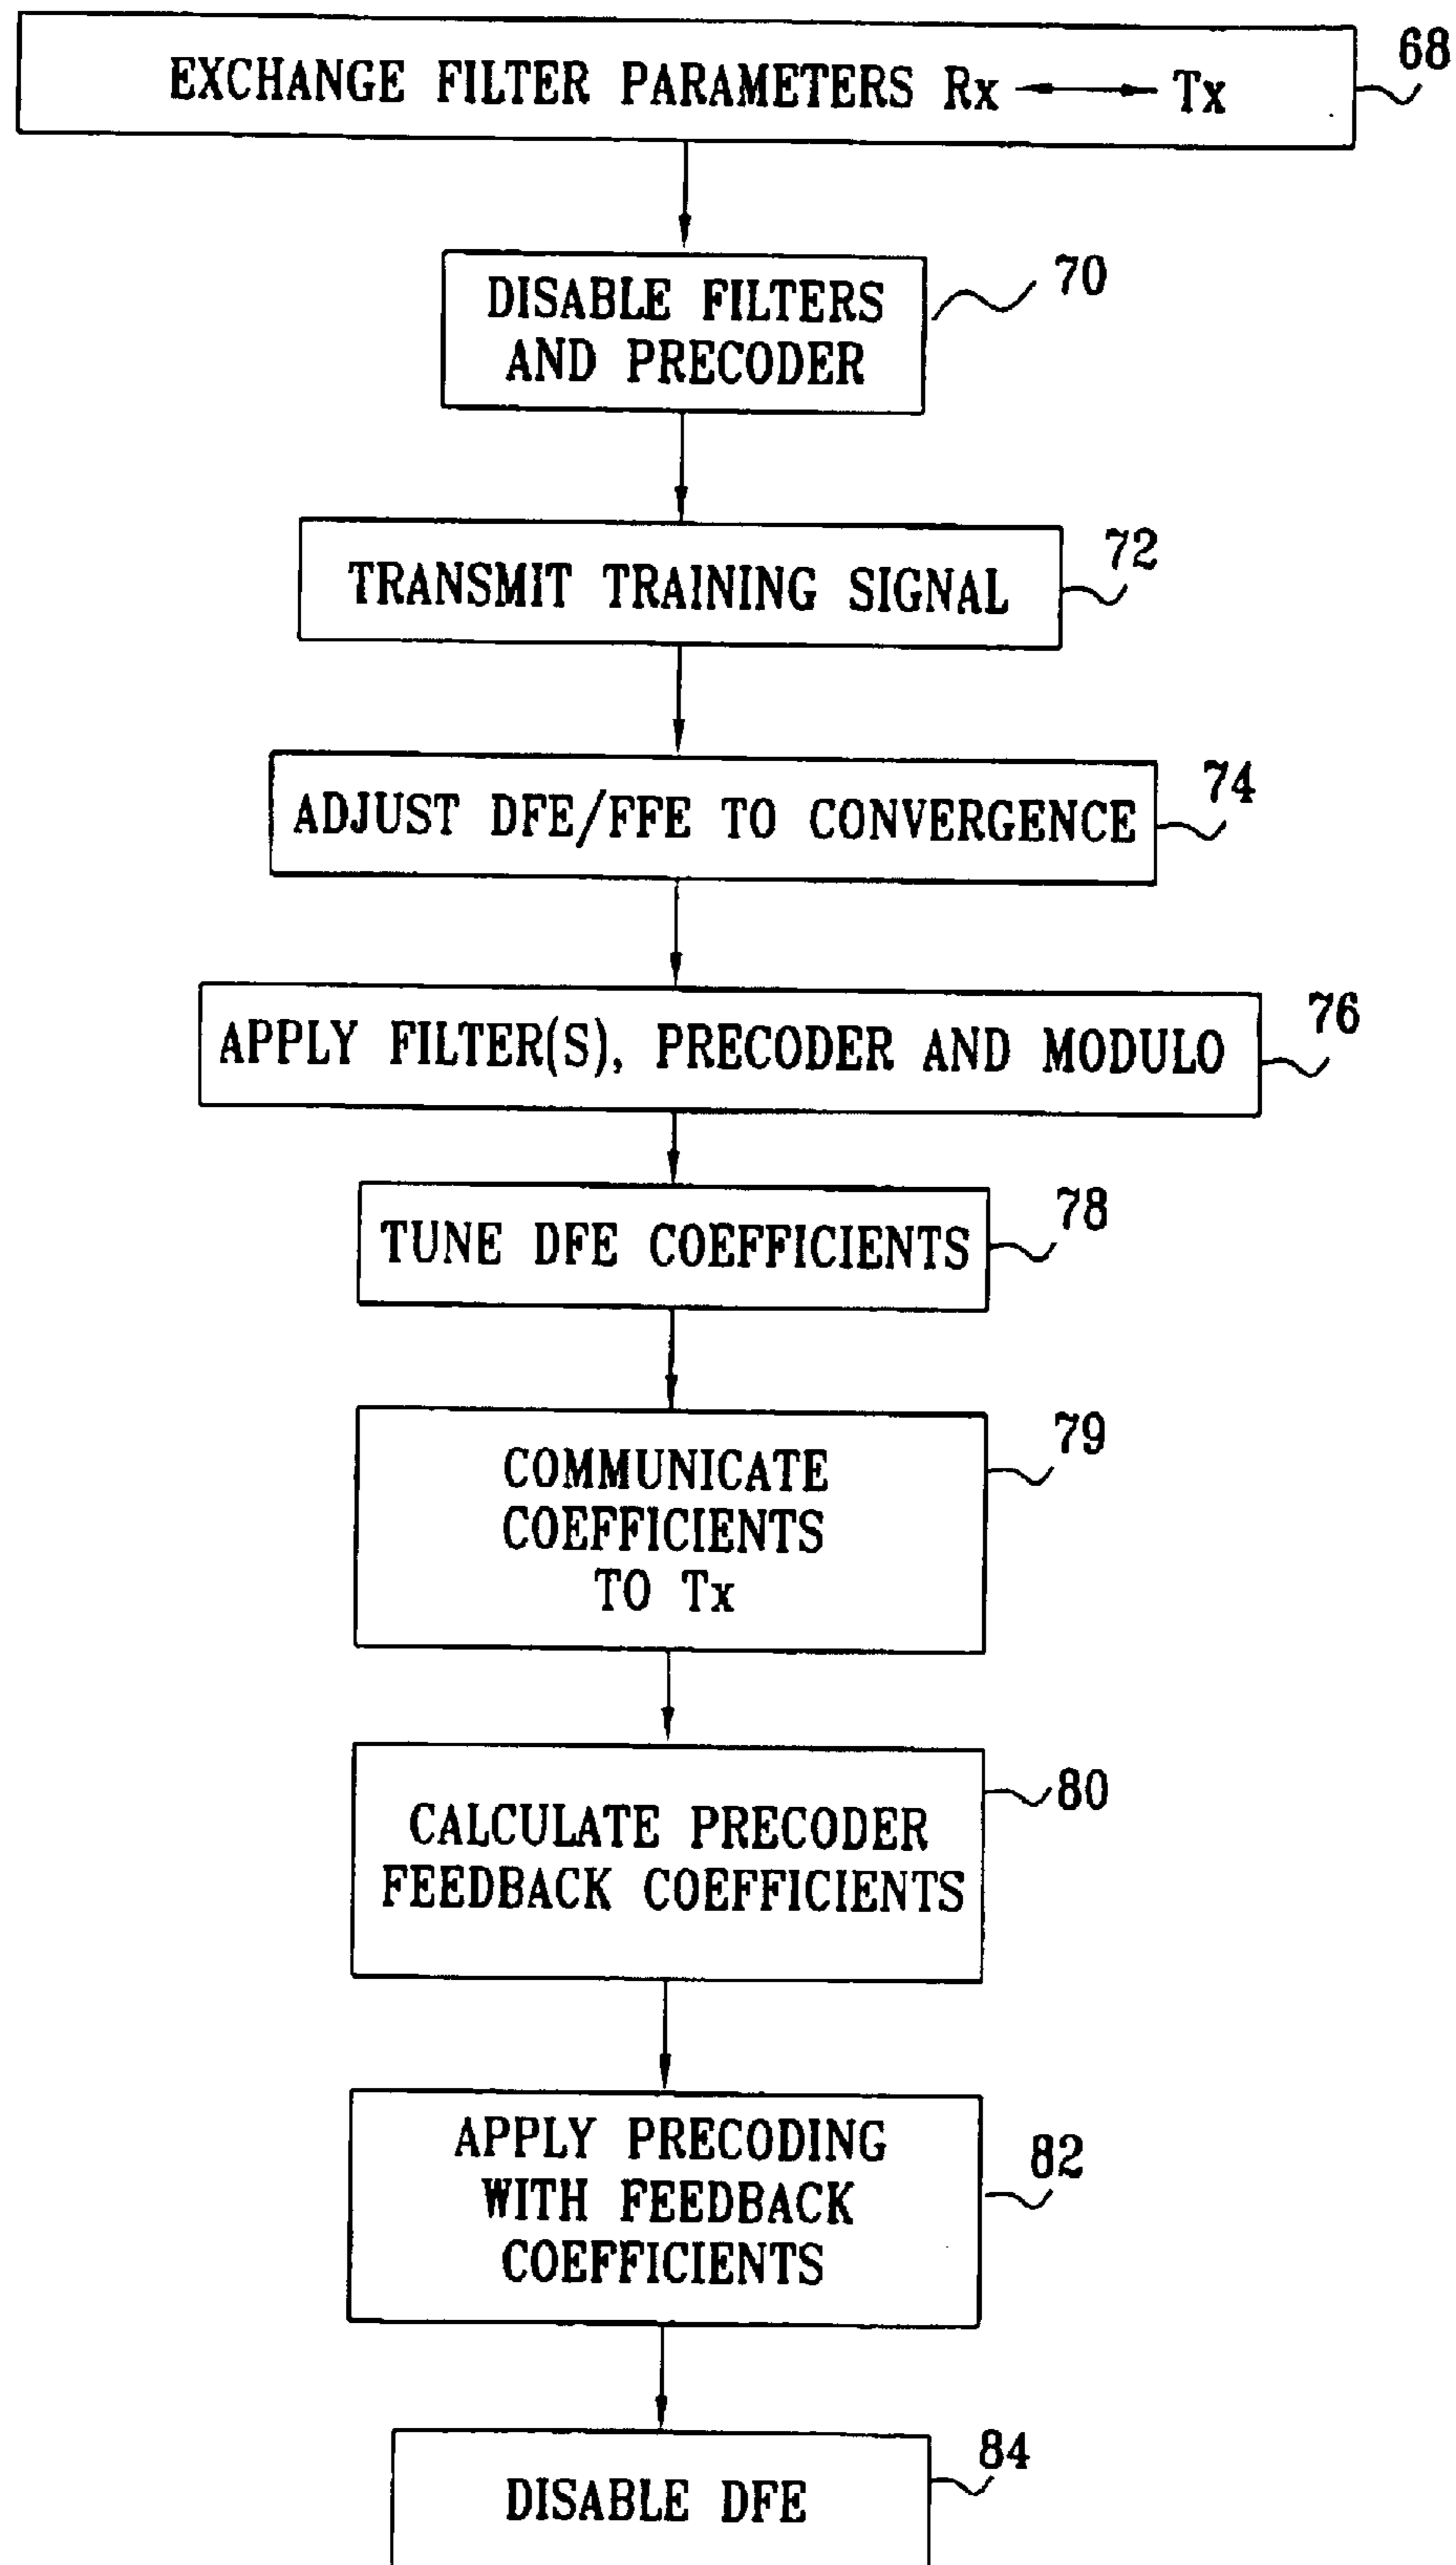 EXCHANGE FILTER PARAMETERS Rx ⟷ Tx
68
DISABLE FILTERS
AND PRECODER
70
TRANSMIT TRAINING SIGNAL
72
ADJUST DFE/FFE TO CONVERGENCE
74
APPLY FILTER(S), PRECODER AND MODULO
76
TUNE DFE COEFFICIENTS
78
COMMUNICATE
COEFFICIENTS
TO Tx
79
CALCULATE PRECODER
FEEDBACK COEFFICIENTS
80
APPLY PRECODING
WITH FEEDBACK
COEFFICIENTS
82
DISABLE DFE
84